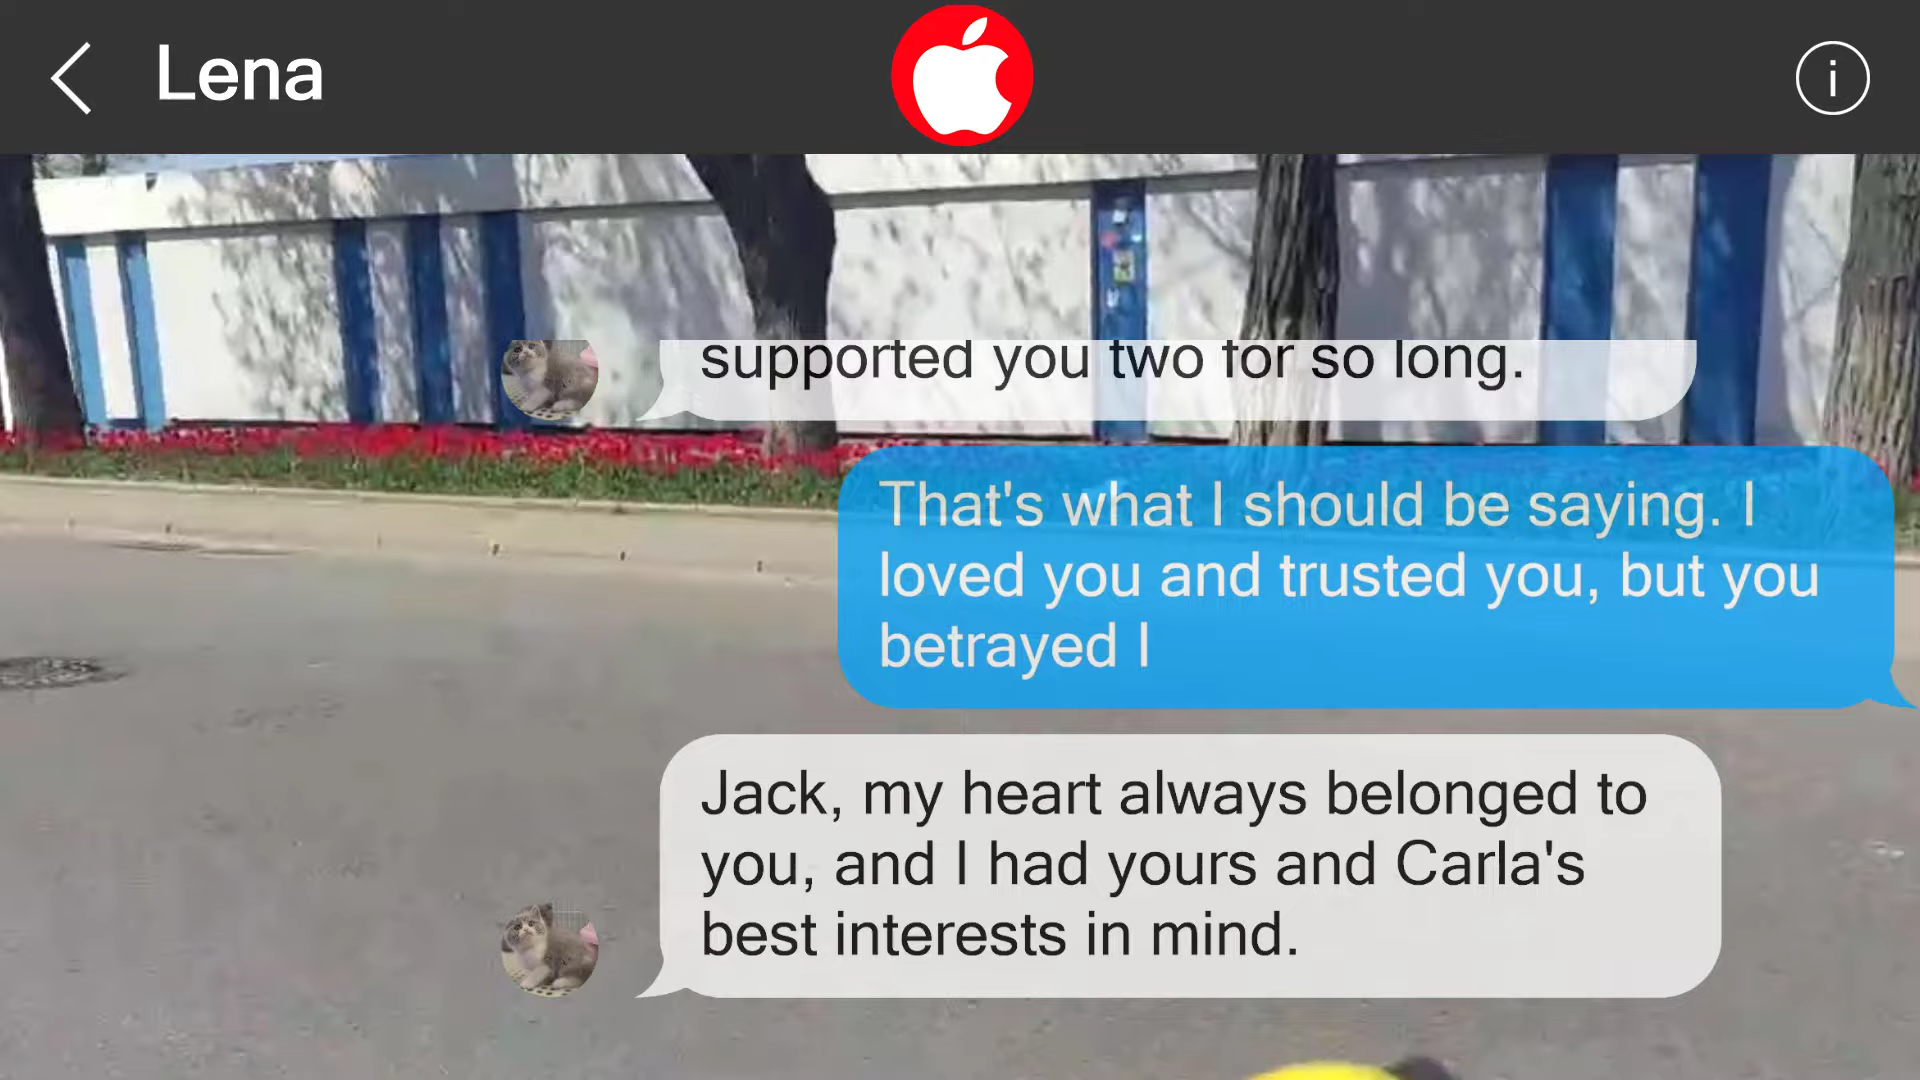 Lena
supported you two for so long.
That's what I should be saying. I
loved you and trusted you, but you
betrayed I
Jack, my heart always belonged to
you, and I had yours and Carla's
best interests in mind.